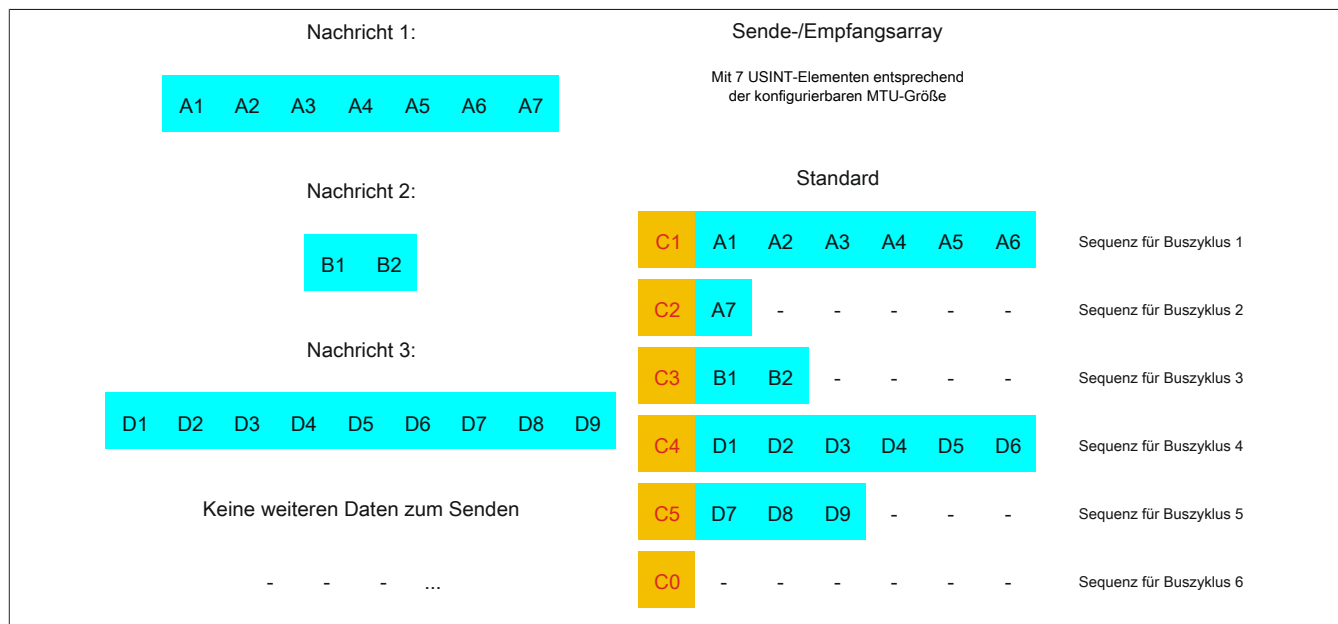 Nachricht 1:
A1 A2 A3 A4 A5 A6 A7
Nachricht 2:
B1 B2
Nachricht 3:
D1 D2 D3 D4 D5 D6 D7 D8 D9
Keine weiteren Daten zum Senden
- - - ...
Sende-/Empfangsarray
Mit 7 USINT-Elementen entsprechend
der konfigurierbaren MTU-Größe
Standard
C1 A1 A2 A3 A4 A5 A6 Sequenz für Buszyklus 1
C2 A7 - - - - - Sequenz für Buszyklus 2
C3 B1 B2 - - - - Sequenz für Buszyklus 3
C4 D1 D2 D3 D4 D5 D6 Sequenz für Buszyklus 4
C5 D7 D8 D9 - - - Sequenz für Buszyklus 5
C0 - - - - - - Sequenz für Buszyklus 6